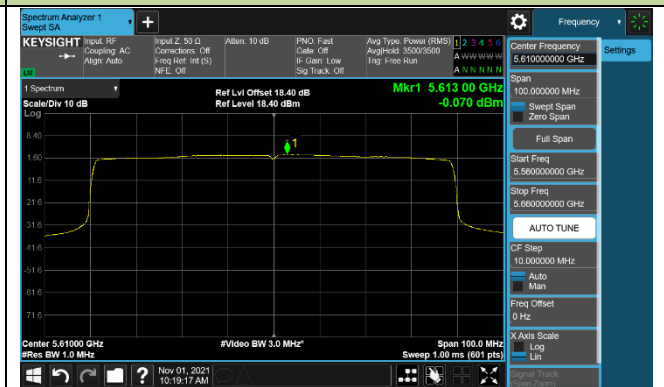 Spectrum Analyzer 1
Swept SA
Frequency
KEYSIGHT
Input: RF
Coupling: AC
Align: Auto
Input Z: 50 Ω
Corrections: Off
Freq Ref: Int (S)
NFE: Off
Atten: 10 dB
PNO: Fast
Gate: Off
IF Gain: Low
Sig Track: Off
Avg Type: Power (RMS)
Avg|Hold: 3500/3500
Trig: Free Run
1 2 3 4 5 6
A W W W W W
A N N N N N
LXI
1 Spectrum
Scale/Div 10 dB
Log
Ref Lvl Offset 18.40 dB
Ref Level 18.40 dBm
Mkr1 5.613 00 GHz
-0.070 dBm
8.40
-1.60
-11.6
-21.6
-31.6
-41.6
-51.6
-61.6
-71.6
1
Center 5.61000 GHz
#Res BW 1.0 MHz
#Video BW 3.0 MHz*
Span 100.0 MHz
Sweep 1.00 ms (601 pts)
Center Frequency
5.610000000 GHz
Settings
Span
100.000000 MHz
Swept Span
Zero Span
Full Span
Start Freq
5.560000000 GHz
Stop Freq
5.660000000 GHz
AUTO TUNE
CF Step
10.000000 MHz
Auto
Man
Freq Offset
0 Hz
X Axis Scale
Log
Lin
Signal Track
(Span Zoom)
?
Nov 01, 2021
10:19:17 AM